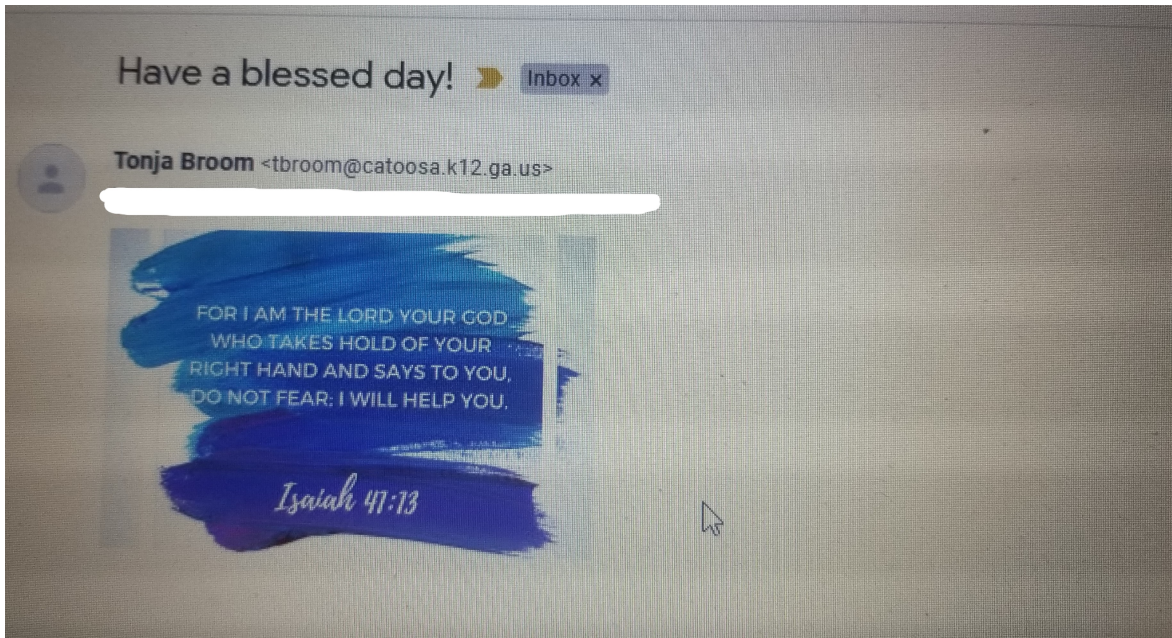 Have a blessed day!
Inbox x
Tonja Broom <tbroom@catoosa.k12.ga.us>
FOR I AM THE LORD YOUR GOD
WHO TAKES HOLD OF YOUR
RIGHT HAND AND SAYS TO YOU,
DO NOT FEAR; I WILL HELP YOU.
Isaiah 41:13